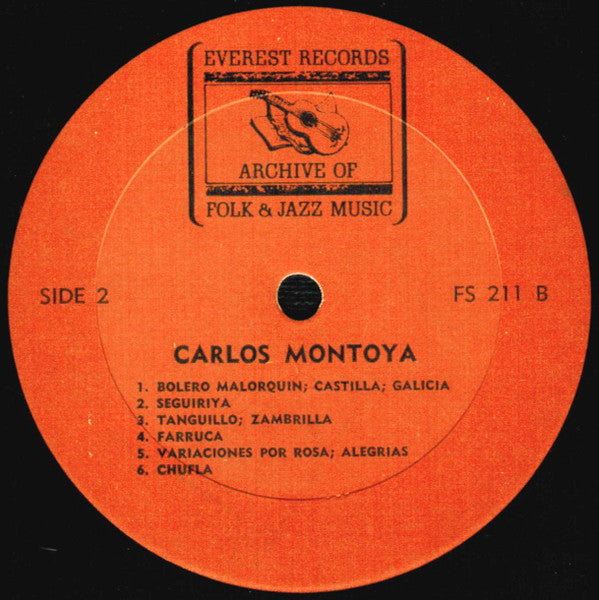 EVEREST RECORDS
ARCHIVE OF
FOLK & JAZZ MUSIC
SIDE 2
FS 211 B
CARLOS MONTOYA
1. BOLERO MALORQUIN; CASTILLA; GALICIA
2. SEGUIRIYA
3. TANGUILLO; ZAMBRILLA
4. FARRUCA
5. VARIACIONES POR ROSA; ALEGRIAS
6. CHUFLA